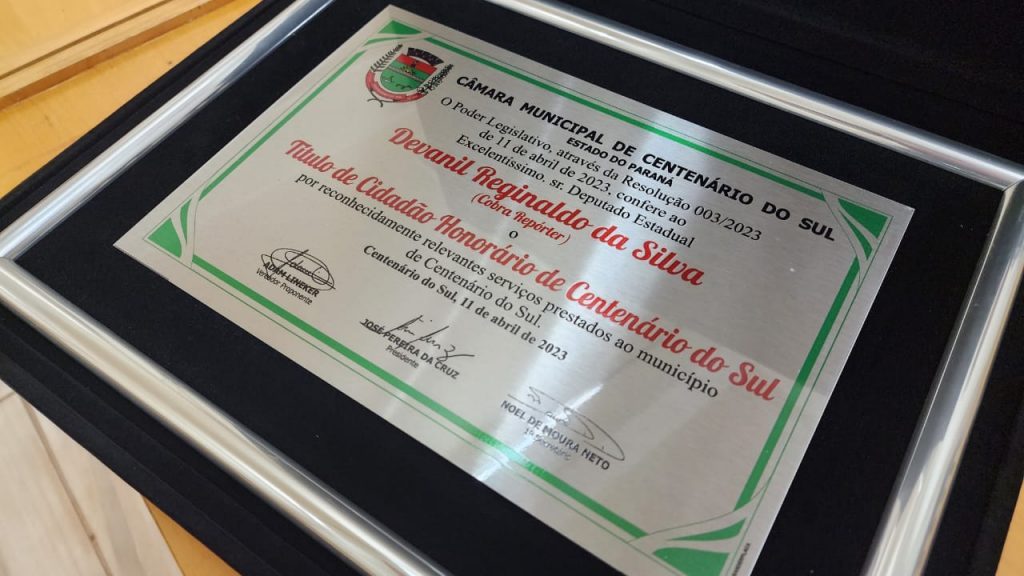 CÂMARA MUNICIPAL DE CENTENÁRIO DO SUL
ESTADO DO PARANÁ
O Poder Legislativo, através da Resolução 003/2023
de 11 de abril de 2023, confere ao
Excelentíssimo, sr. Deputado Estadual
Devanil Reginaldo da Silva
(Cobra Repórter)
o
Título de Cidadão Honorário de Centenário do Sul
por reconhecidamente relevantes serviços prestados ao município
de Centenário do Sul.
Centenário do Sul, 11 de abril de 2023
Vereador Proponente
JOSÉ PEREIRA DA CRUZ
Presidente
NOEL DE MOURA NETO